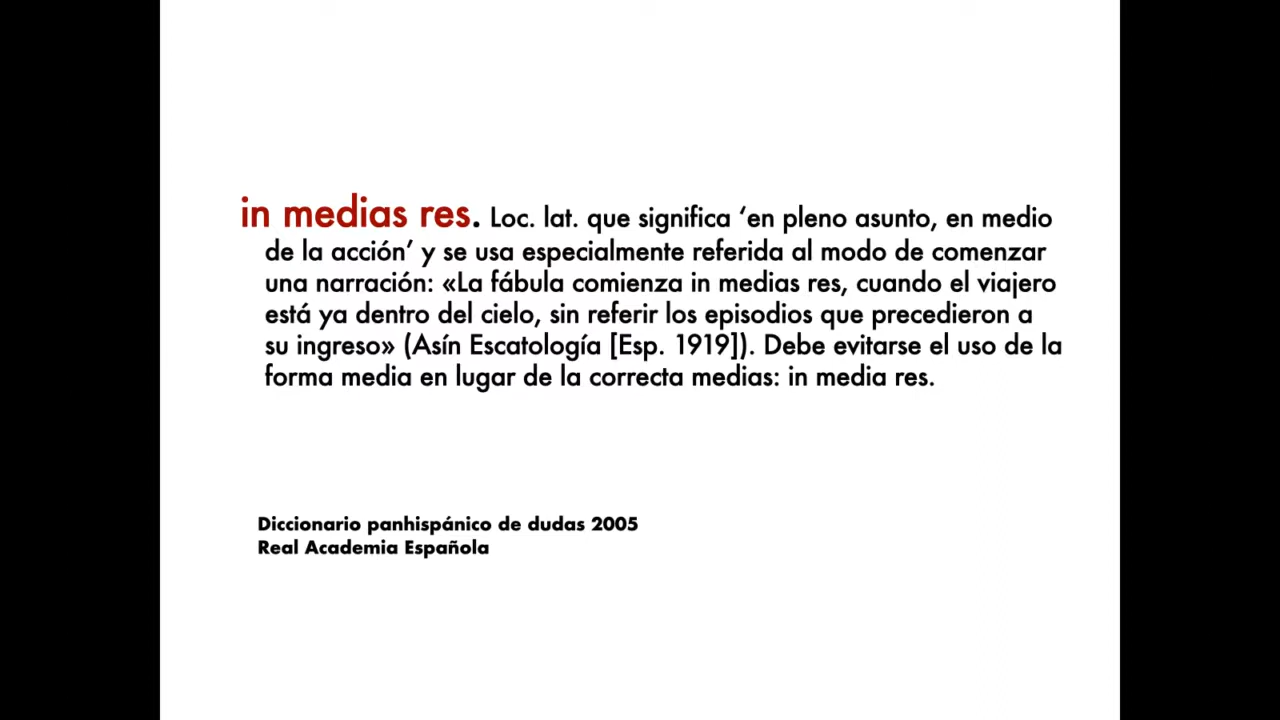 in medias res. Loc. lat. que significa ‘en pleno asunto, en medio
de la acción’ y se usa especialmente referida al modo de comenzar
una narración: «La fábula comienza in medias res, cuando el viajero
está ya dentro del cielo, sin referir los episodios que precedieron a
su ingreso» (Asín Escatología [Esp. 1919]). Debe evitarse el uso de la
forma media en lugar de la correcta medias: in media res.
Diccionario panhispánico de dudas 2005
Real Academia Española